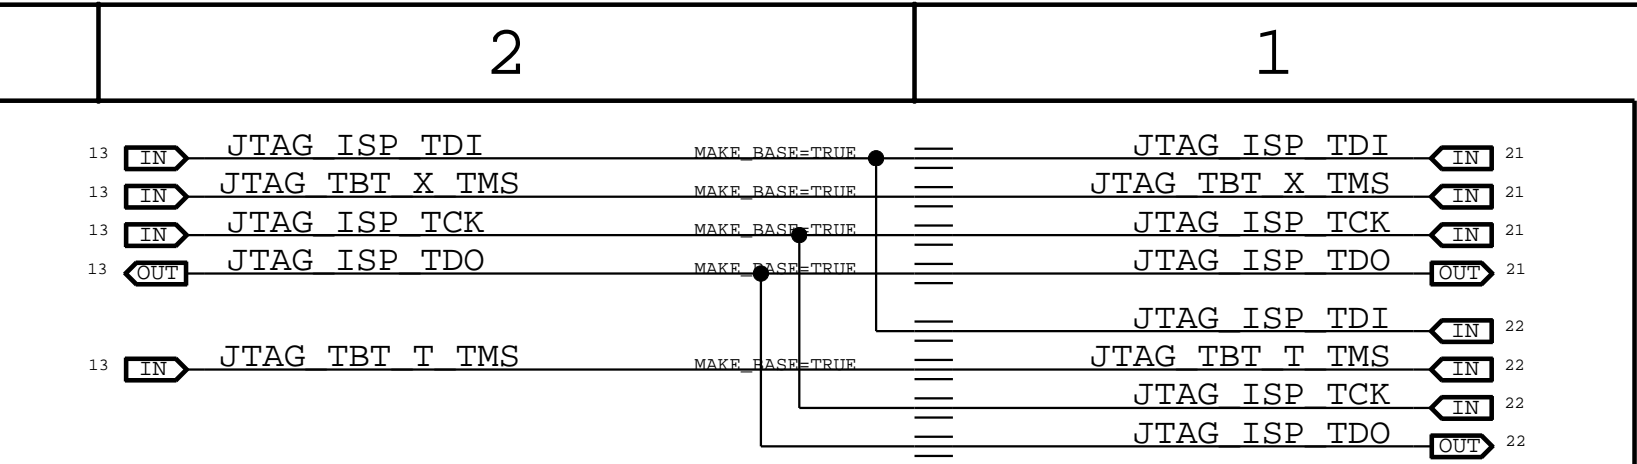 2 1
13 IN JTAG_ISP_TDI MAKE_BASE=TRUE JTAG_ISP_TDI IN 21
13 IN JTAG_TBT_X_TMS MAKE_BASE=TRUE JTAG_TBT_X_TMS IN 21
13 IN JTAG_ISP_TCK MAKE_BASE=TRUE JTAG_ISP_TCK IN 21
13 OUT JTAG_ISP_TDO MAKE_BASE=TRUE JTAG_ISP_TDO OUT 21
JTAG_ISP_TDI IN 22
13 IN JTAG_TBT_T_TMS MAKE_BASE=TRUE JTAG_TBT_T_TMS IN 22
JTAG_ISP_TCK IN 22
JTAG_ISP_TDO OUT 22